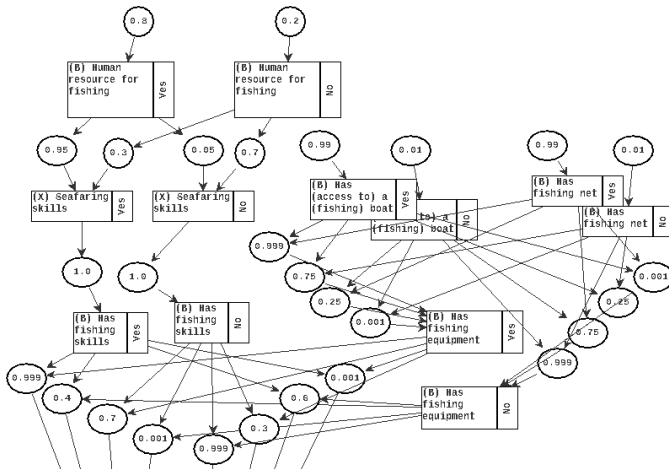 0.8
0.2
(B) Human
resource for
fishing
Yes
(B) Human
resource for
fishing
No
0.95
0.3
0.05
0.7
0.99
0.01
0.99
0.01
(X) Seafaring
skills
Yes
(X) Seafaring
skills
No
(B) Has
(access to) a
(fishing) boat
Yes
to) a
(fishing) boat
No
(B) Has
fishing net
Yes
(B) Has
fishing net
No
0.999
0.75
0.25
0.001
0.001
0.25
0.75
0.999
1.0
1.0
(B) Has
fishing
skills
Yes
(B) Has
fishing
skills
No
(B) Has
fishing
equipment
Yes
(B) Has
fishing
equipment
No
0.999
0.4
0.7
0.001
0.999
0.3
0.6
0.001